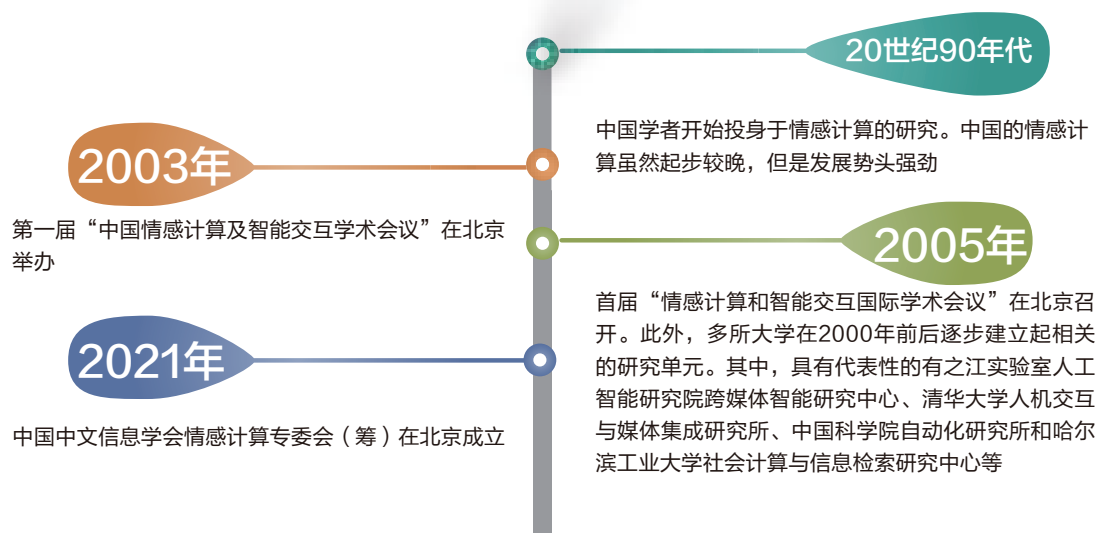 20世纪90年代
中国学者开始投身于情感计算的研究。中国的情感计
算虽然起步较晚，但是发展势头强劲
2003年
第一届“中国情感计算及智能交互学术会议”在北京
举办
2005年
首届“情感计算和智能交互国际学术会议”在北京召
开。此外，多所大学在2000年前后逐步建立起相关
的研究单元。其中，具有代表性的有之江实验室人工
智能研究院跨媒体智能研究中心、清华大学人机交互
与媒体集成研究所、中国科学院自动化研究所和哈尔
滨工业大学社会计算与信息检索研究中心等
2021年
中国中文信息学会情感计算专委会（筹）在北京成立